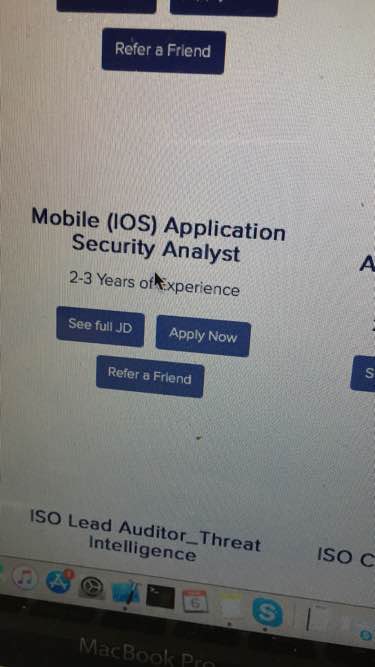 Refer a Friend
Mobile (IOS) Application
Security Analyst
A
2-3 Years of Experience
See full JD
Apply Now
S
Refer a Friend
ISO Lead Auditor_Threat
Intelligence
ISO C
6
MacBook Pro